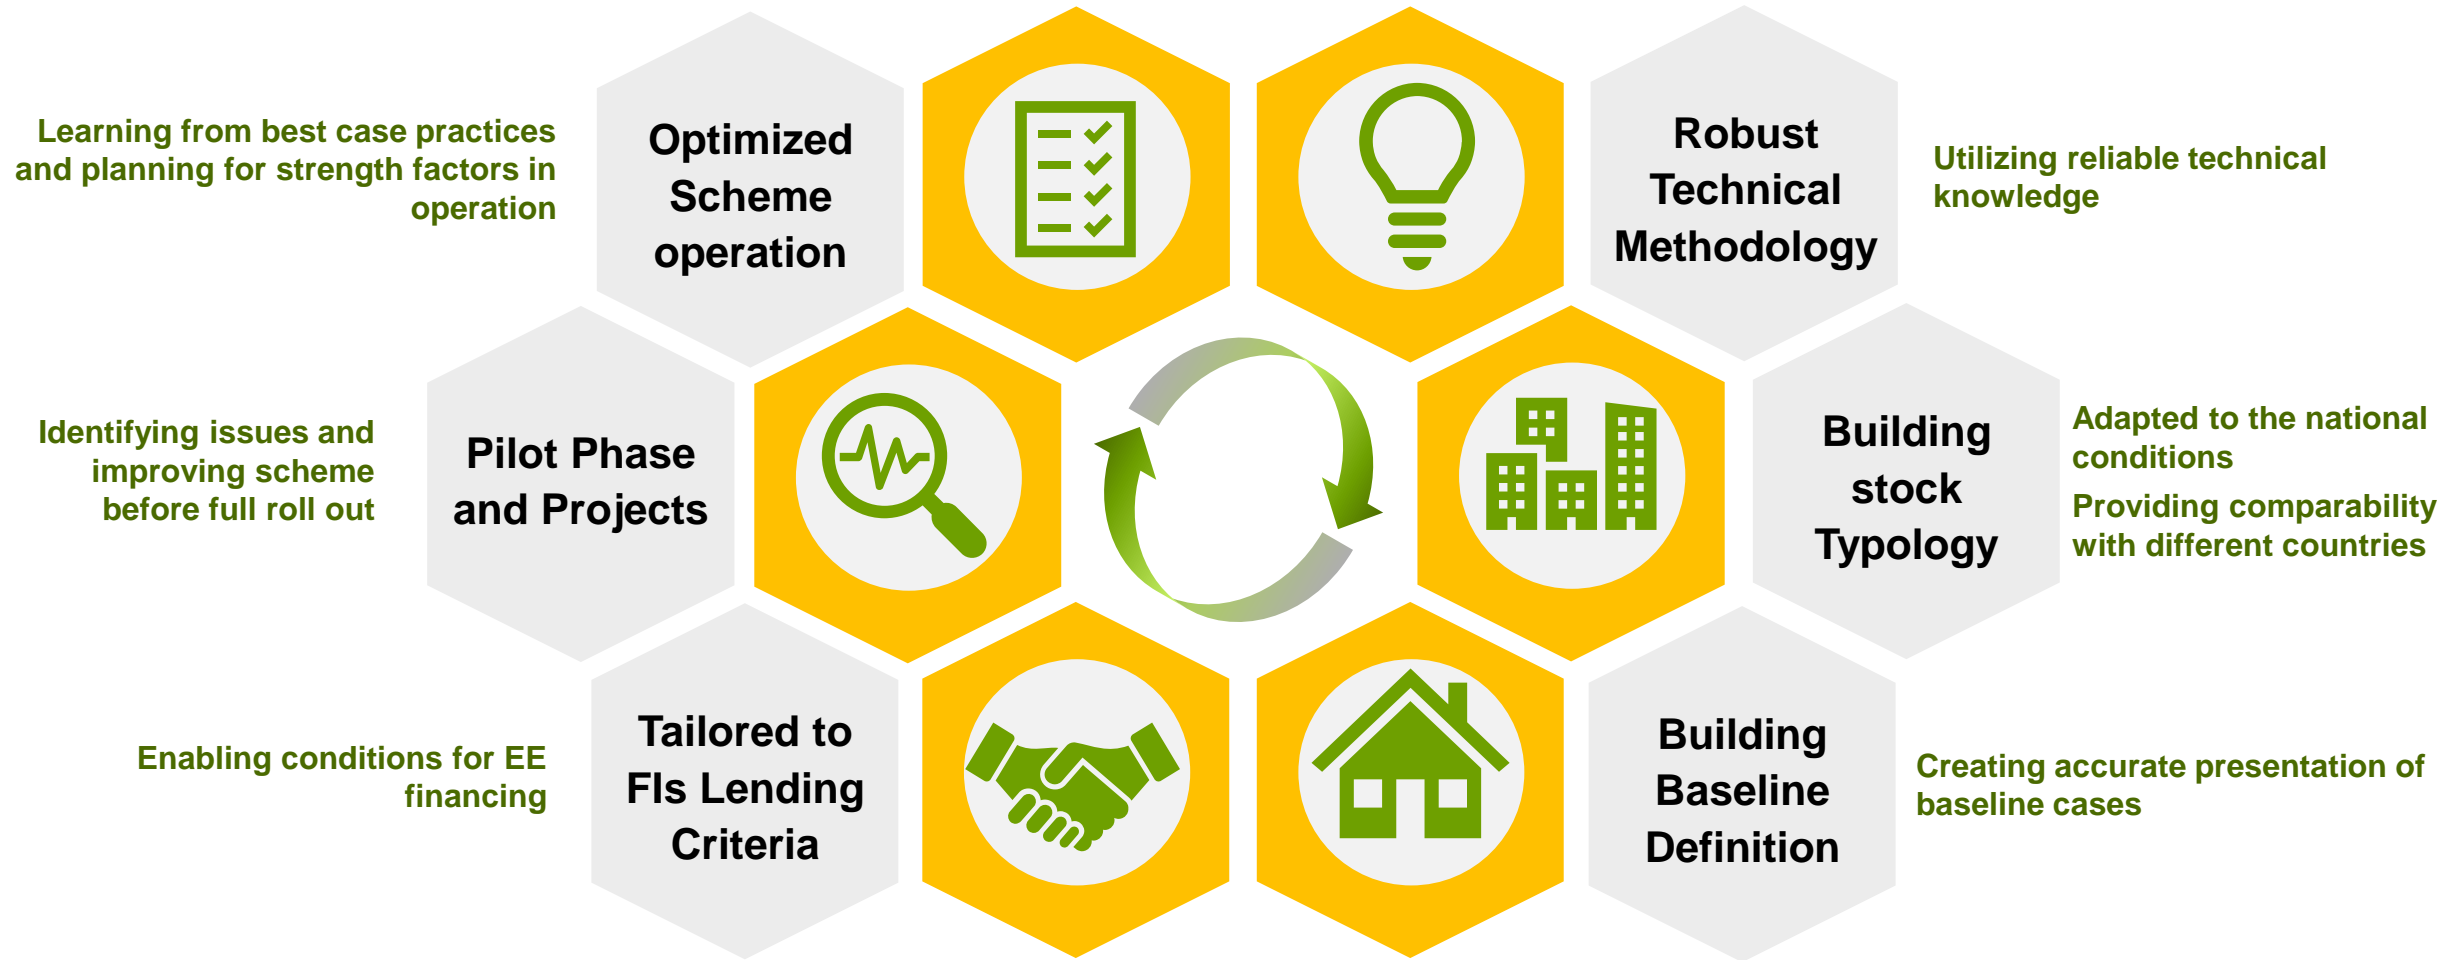 Learning from best case practices
and planning for strength factors in
operation
Optimized
Scheme
operation
Robust
Technical
Methodology
Utilizing reliable technical
knowledge
Identifying issues and
improving scheme
before full roll out
Pilot Phase
and Projects
Building
stock
Typology
Adapted to the national
conditions
Providing comparability
with different countries
Enabling conditions for EE
financing
Tailored to
FIs Lending
Criteria
Building
Baseline
Definition
Creating accurate presentation of
baseline cases